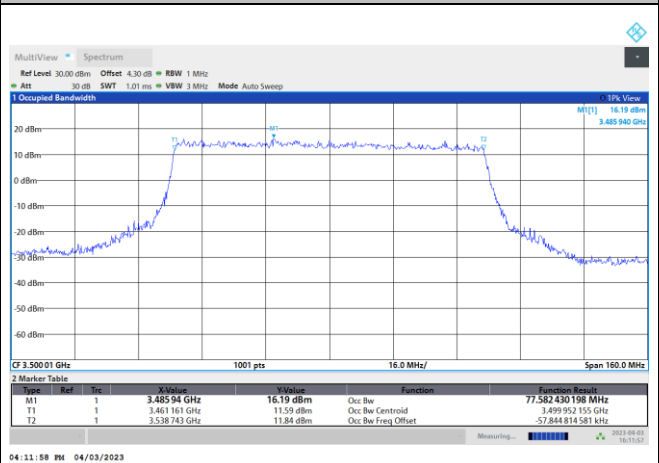 MultiView Spectrum
Ref Level 30.00 dBm Offset 4.30 dB RBW 1 MHz
Att 30 dB SWT 1.01 ms VBW 3 MHz Mode Auto Sweep
1 Occupied Bandwidth 1Pk View
M1[1] 16.19 dBm
3.485 940 GHz
20 dBm
T1 M1 T2
10 dBm
0 dBm
-10 dBm
-20 dBm
-30 dBm
-40 dBm
-50 dBm
-60 dBm
CF 3.500 01 GHz 1001 pts 16.0 MHz/ Span 160.0 MHz
2 Marker Table
Type Ref Trc X-Value Y-Value Function Function Result
M1 1 3.485 94 GHz 16.19 dBm Occ Bw 77.582 430 198 MHz
T1 1 3.461 161 GHz 11.59 dBm Occ Bw Centroid 3.499 952 155 GHz
T2 1 3.538 743 GHz 11.84 dBm Occ Bw Freq Offset -57.844 814 581 kHz
Measuring...
16:11:57
04:11:58 PM 04/03/2023